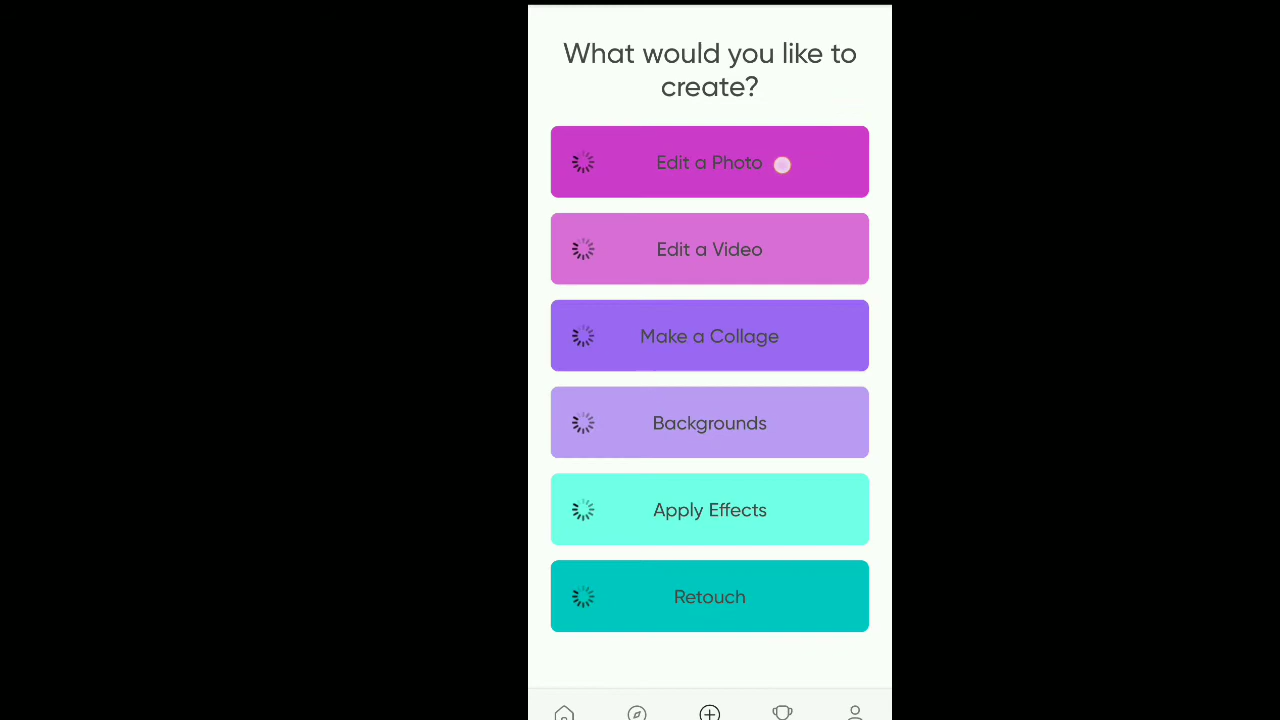 What would you like to
create?
Edit a Photo
Edit a Video
Make a Collage
Backgrounds
Apply Effects
Retouch